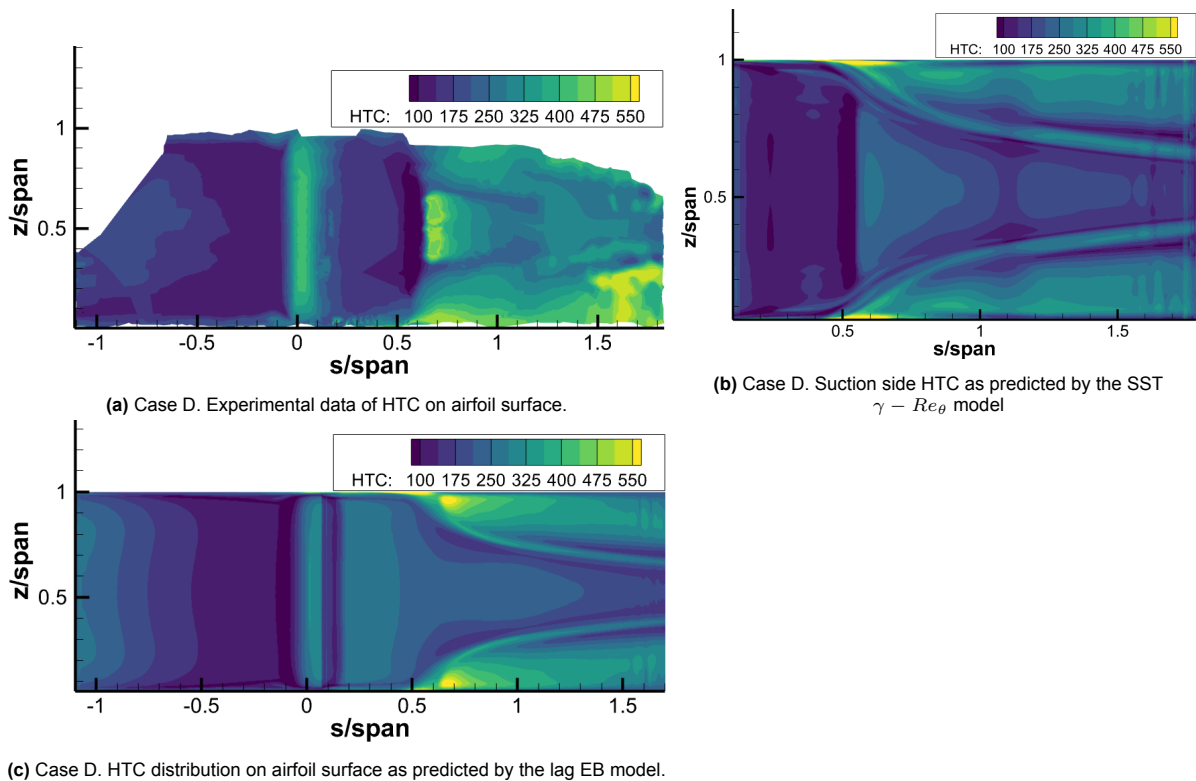 HTC: 100 175 250 325 400 475 550
z/span
1
0.5
0
-1 -0.5 0 0.5 1 1.5
s/span
(a) Case D. Experimental data of HTC on airfoil surface.
HTC: 100 175 250 325 400 475 550
z/span
1
0.5
0
0.5 1 1.5
s/span
(b) Case D. Suction side HTC as predicted by the SST
γ − Reθ model
HTC: 100 175 250 325 400 475 550
z/span
1
0.5
-1 -0.5 0 0.5 1 1.5
s/span
(c) Case D. HTC distribution on airfoil surface as predicted by the lag EB model.